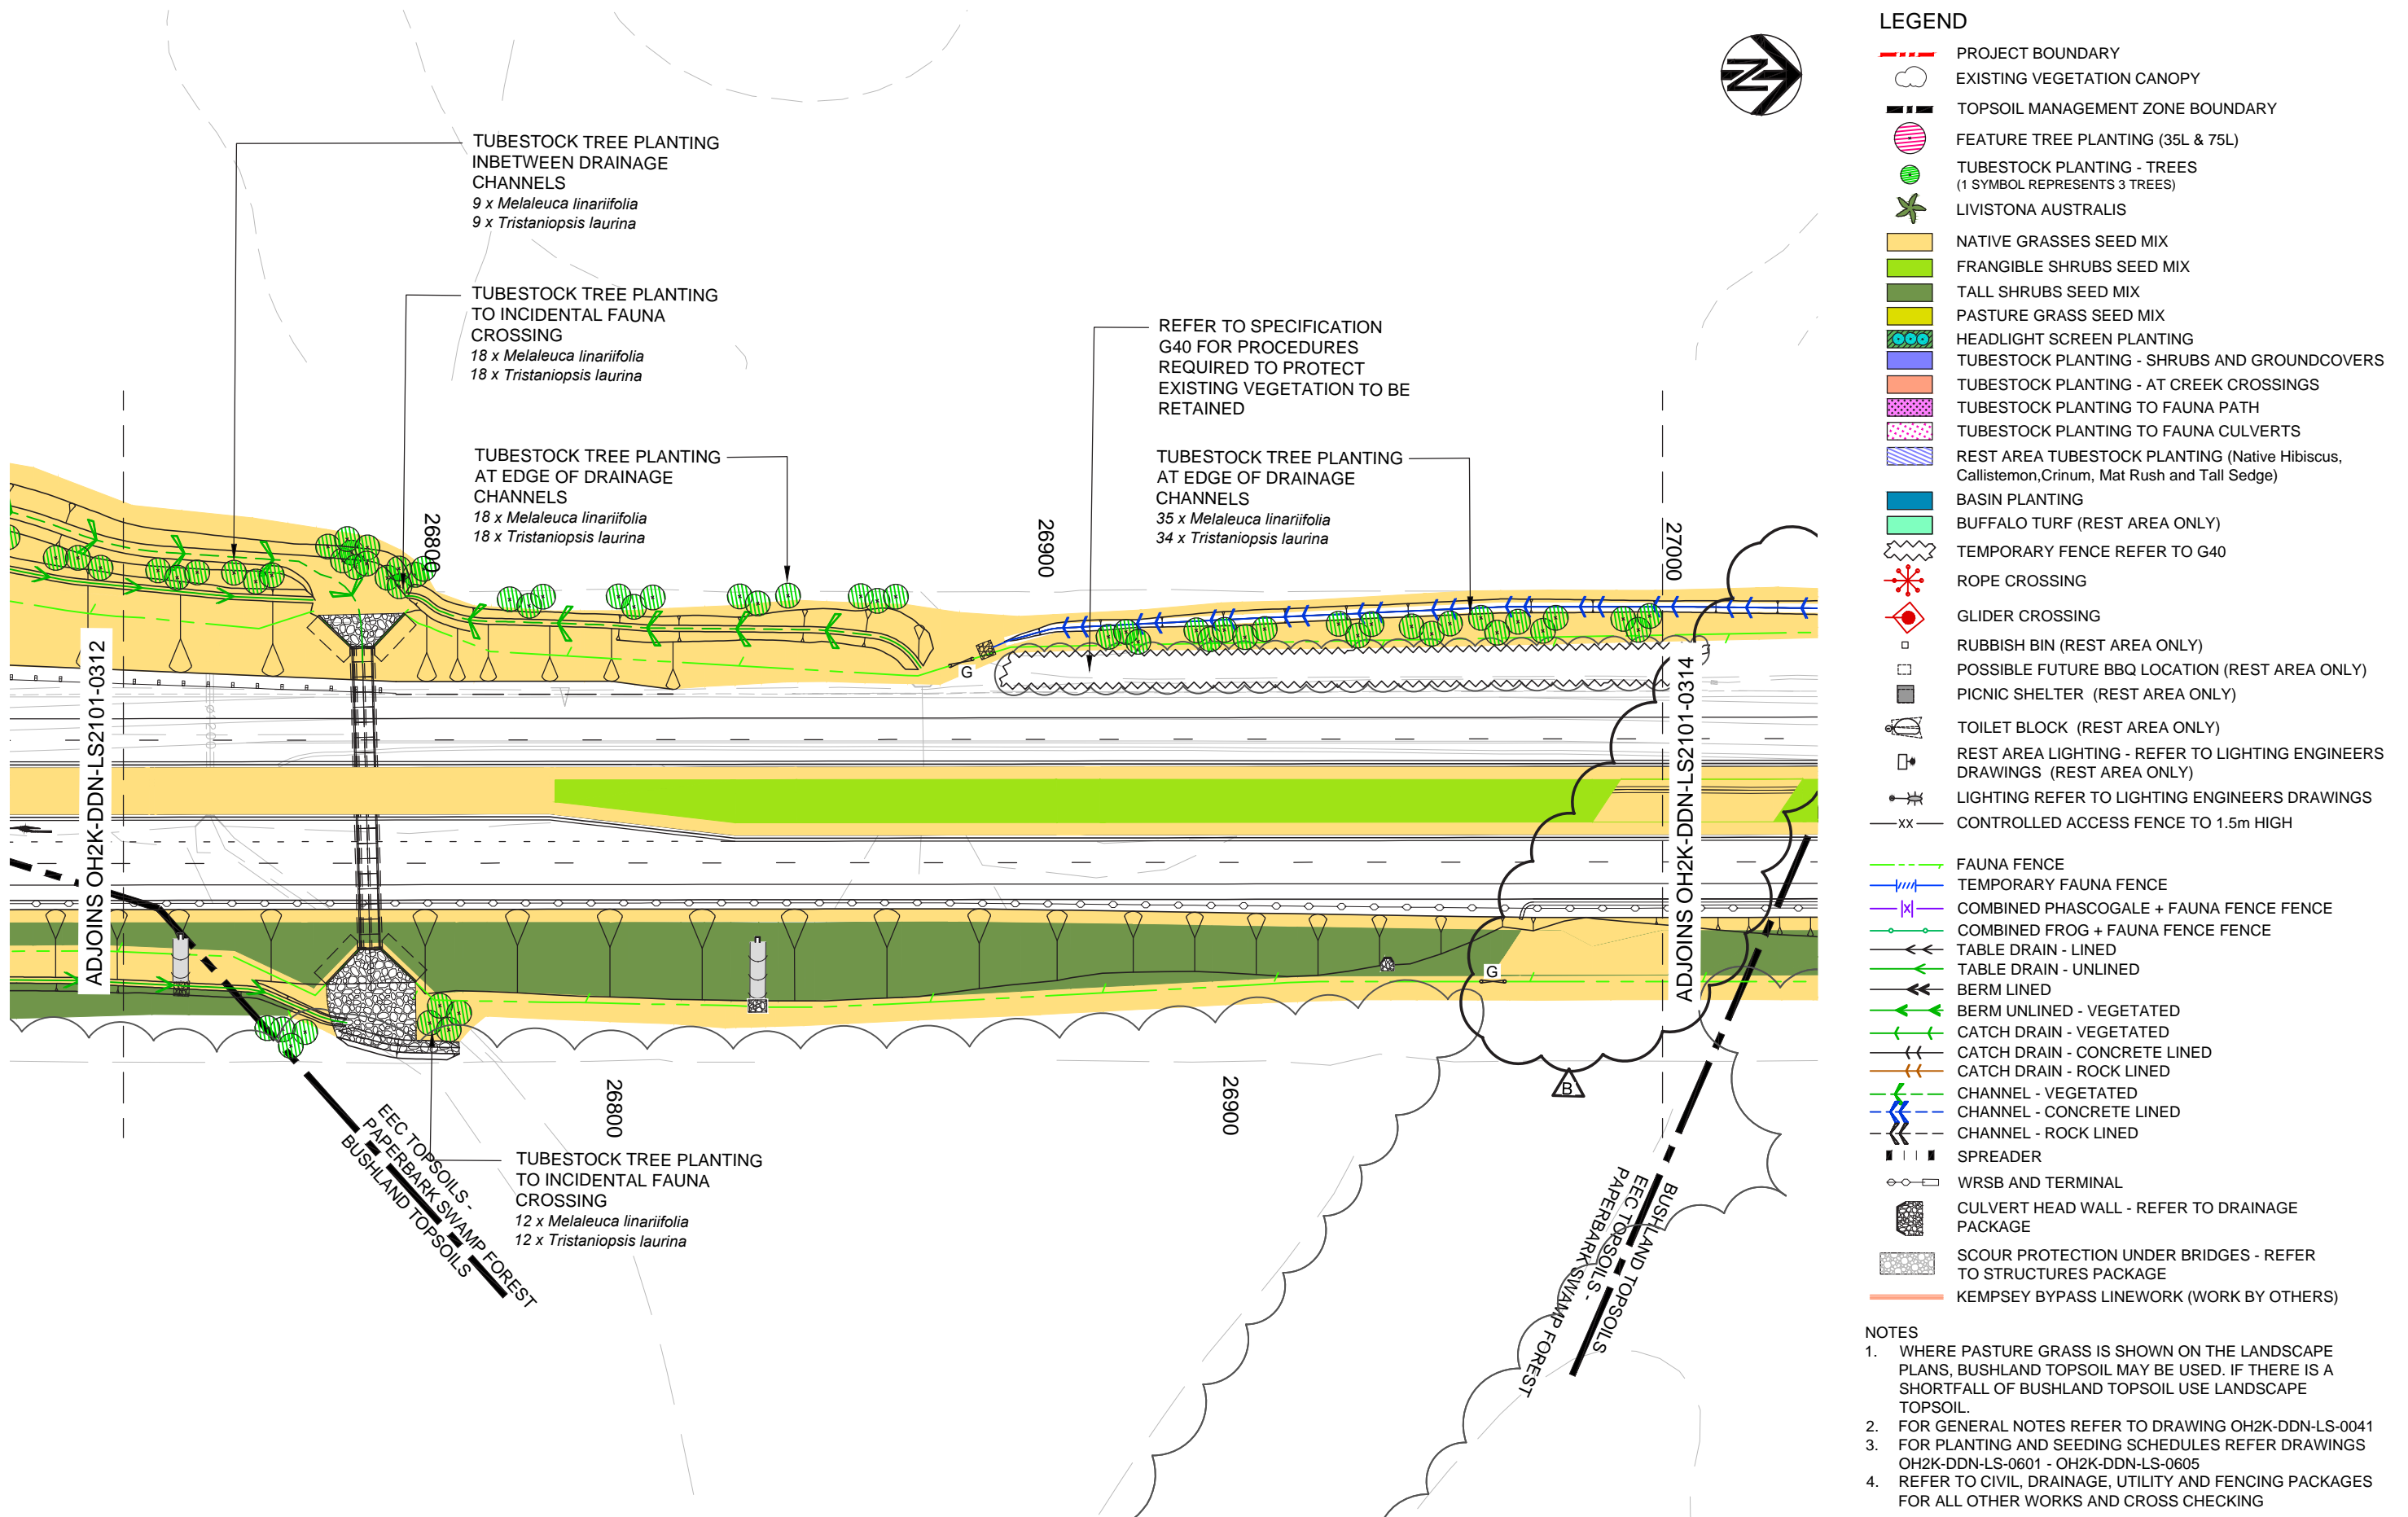 TUBESTOCK TREE PLANTING
INBETWEEN DRAINAGE
CHANNELS
9 x Melaleuca linariifolia
9 x Tristaniopsis laurina
TUBESTOCK TREE PLANTING
TO INCIDENTAL FAUNA
CROSSING
18 x Melaleuca linariifolia
18 x Tristaniopsis laurina
TUBESTOCK TREE PLANTING
AT EDGE OF DRAINAGE
CHANNELS
18 x Melaleuca linariifolia
18 x Tristaniopsis laurina
REFER TO SPECIFICATION
G40 FOR PROCEDURES
REQUIRED TO PROTECT
EXISTING VEGETATION TO BE
RETAINED
TUBESTOCK TREE PLANTING
AT EDGE OF DRAINAGE
CHANNELS
35 x Melaleuca linariifolia
34 x Tristaniopsis laurina
N
26800
26900
27000
G
ADJOINS OH2K-DDN-LS2101-0312
ADJOINS OH2K-DDN-LS2101-0314
G
B
26800
26900
EEC TOPSOILS -
PAPERBARK SWAMP FOREST
BUSHLAND TOPSOILS
TUBESTOCK TREE PLANTING
TO INCIDENTAL FAUNA
CROSSING
12 x Melaleuca linariifolia
12 x Tristaniopsis laurina
BUSHLAND TOPSOILS
EEC TOPSOILS -
PAPERBARK SWAMP FOREST
LEGEND
PROJECT BOUNDARY
EXISTING VEGETATION CANOPY
TOPSOIL MANAGEMENT ZONE BOUNDARY
FEATURE TREE PLANTING (35L & 75L)
TUBESTOCK PLANTING - TREES
(1 SYMBOL REPRESENTS 3 TREES)
LIVISTONA AUSTRALIS
NATIVE GRASSES SEED MIX
FRANGIBLE SHRUBS SEED MIX
TALL SHRUBS SEED MIX
PASTURE GRASS SEED MIX
HEADLIGHT SCREEN PLANTING
TUBESTOCK PLANTING - SHRUBS AND GROUNDCOVERS
TUBESTOCK PLANTING - AT CREEK CROSSINGS
TUBESTOCK PLANTING TO FAUNA PATH
TUBESTOCK PLANTING TO FAUNA CULVERTS
REST AREA TUBESTOCK PLANTING (Native Hibiscus,
Callistemon,Crinum, Mat Rush and Tall Sedge)
BASIN PLANTING
BUFFALO TURF (REST AREA ONLY)
TEMPORARY FENCE REFER TO G40
ROPE CROSSING
GLIDER CROSSING
RUBBISH BIN (REST AREA ONLY)
POSSIBLE FUTURE BBQ LOCATION (REST AREA ONLY)
PICNIC SHELTER (REST AREA ONLY)
TOILET BLOCK (REST AREA ONLY)
REST AREA LIGHTING - REFER TO LIGHTING ENGINEERS
DRAWINGS (REST AREA ONLY)
LIGHTING REFER TO LIGHTING ENGINEERS DRAWINGS
XX CONTROLLED ACCESS FENCE TO 1.5m HIGH
FAUNA FENCE
TEMPORARY FAUNA FENCE
COMBINED PHASCOGALE + FAUNA FENCE FENCE
COMBINED FROG + FAUNA FENCE FENCE
TABLE DRAIN - LINED
TABLE DRAIN - UNLINED
BERM LINED
BERM UNLINED - VEGETATED
CATCH DRAIN - VEGETATED
CATCH DRAIN - CONCRETE LINED
CATCH DRAIN - ROCK LINED
CHANNEL - VEGETATED
CHANNEL - CONCRETE LINED
CHANNEL - ROCK LINED
SPREADER
WRSB AND TERMINAL
CULVERT HEAD WALL - REFER TO DRAINAGE
PACKAGE
SCOUR PROTECTION UNDER BRIDGES - REFER
TO STRUCTURES PACKAGE
KEMPSEY BYPASS LINEWORK (WORK BY OTHERS)
NOTES
1. WHERE PASTURE GRASS IS SHOWN ON THE LANDSCAPE
PLANS, BUSHLAND TOPSOIL MAY BE USED. IF THERE IS A
SHORTFALL OF BUSHLAND TOPSOIL USE LANDSCAPE
TOPSOIL.
2. FOR GENERAL NOTES REFER TO DRAWING OH2K-DDN-LS-0041
3. FOR PLANTING AND SEEDING SCHEDULES REFER DRAWINGS
OH2K-DDN-LS-0601 - OH2K-DDN-LS-0605
4. REFER TO CIVIL, DRAINAGE, UTILITY AND FENCING PACKAGES
FOR ALL OTHER WORKS AND CROSS CHECKING